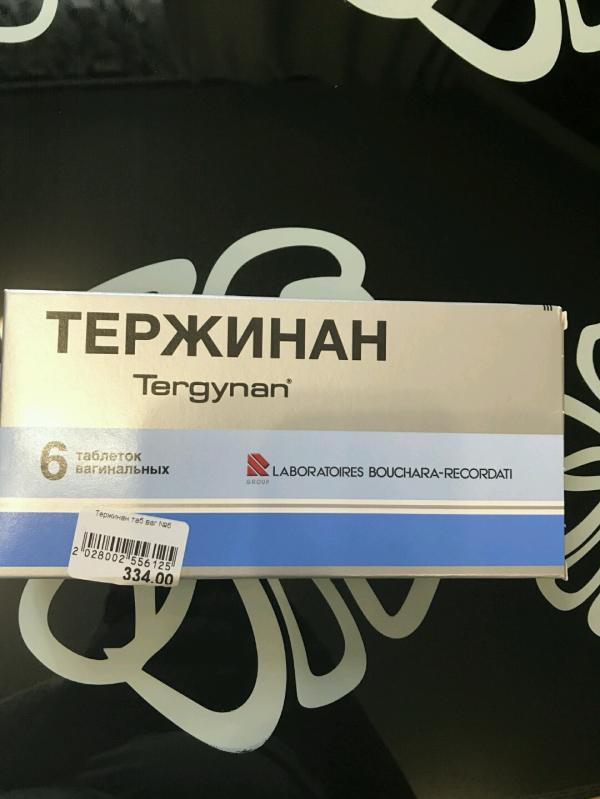 ТЕРЖИНАН
Tergynan®
6 таблеток
вагинальных
GROUP
LABORATOIRES BOUCHARA-RECORDATI
Тержинан таб ваг №6
2 028002 556125
334.00